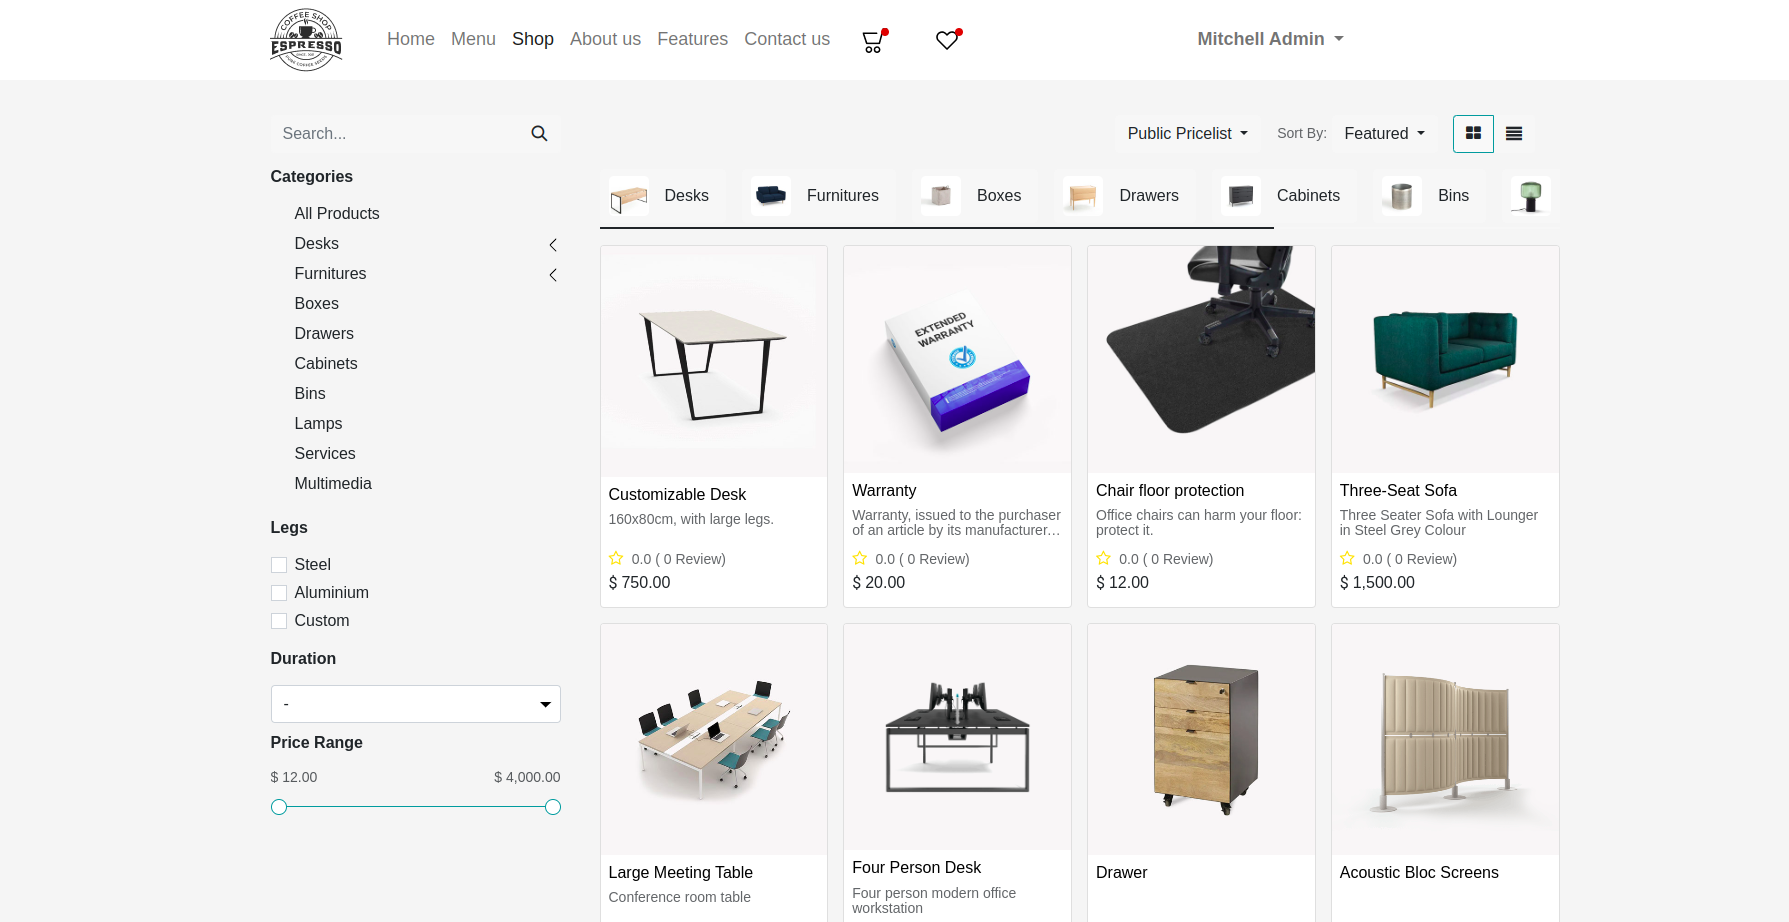 COFFEE SHOP
ESPRESSO
PURE COFFEE SEEDS
Home
Menu
Shop
About us
Features
Contact us
Mitchell Admin
Search...
Public Pricelist
Sort By:
Featured
Categories
All Products
Desks
Furnitures
Boxes
Drawers
Cabinets
Bins
Lamps
Services
Multimedia
Legs
Steel
Aluminium
Custom
Duration
-
Price Range
$ 12.00
$ 4,000.00
Desks
Furnitures
Boxes
Drawers
Cabinets
Bins
EXTENDED
WARRANTY
Customizable Desk
160x80cm, with large legs.
0.0 ( 0 Review)
$ 750.00
Warranty
Warranty, issued to the purchaser
of an article by its manufacturer…
0.0 ( 0 Review)
$ 20.00
Chair floor protection
Office chairs can harm your floor:
protect it.
0.0 ( 0 Review)
$ 12.00
Three-Seat Sofa
Three Seater Sofa with Lounger
in Steel Grey Colour
0.0 ( 0 Review)
$ 1,500.00
Large Meeting Table
Conference room table
Four Person Desk
Four person modern office
workstation
Drawer
Acoustic Bloc Screens